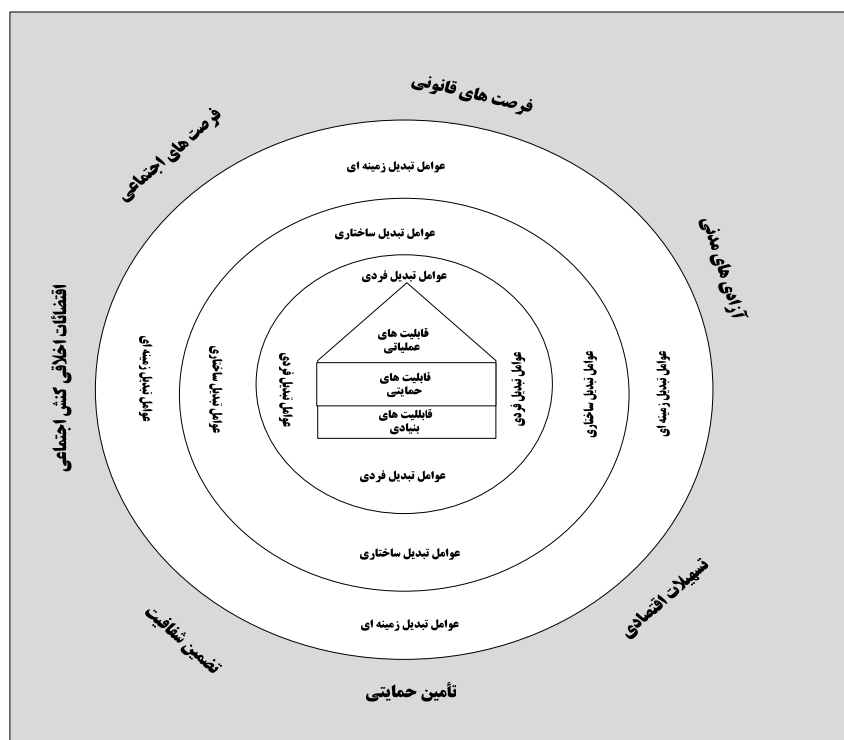 فرصت های قانونی
فرصت های اجتماعی
آزادی های مدنی
اقتضائات اخلاقی کنش اجتماعی
عوامل تبدیل زمینه ای
عوامل تبدیل ساختاری
عوامل تبدیل فردی
قابلیت های
عملیاتی
قابلیت های
حمایتی
قابللیت های
بنیادی
عوامل تبدیل فردی
عوامل تبدیل ساختاری
عوامل تبدیل زمینه ای
عوامل تبدیل فردی
عوامل تبدیل ساختاری
عوامل تبدیل زمینه ای
عوامل تبدیل فردی
عوامل تبدیل ساختاری
عوامل تبدیل زمینه ای
تسهیلات اقتصادی
تضمین شفافیت
تأمین حمایتی